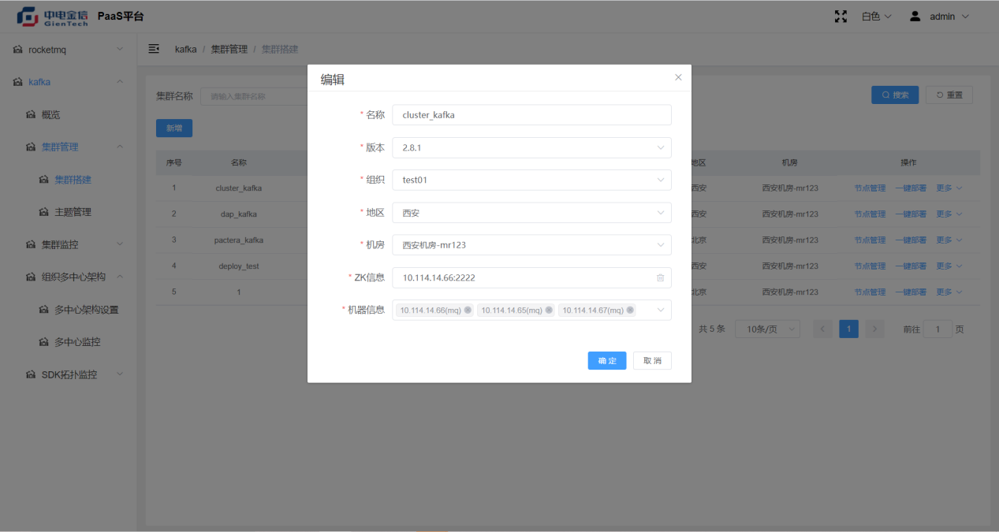 中电金信
GienTech
PaaS平台
白色
admin
rocketmq
kafka
概览
集群管理
集群搭建
主题管理
集群监控
组织多中心架构
多中心架构设置
多中心监控
SDK拓扑监控
kafka / 集群管理 / 集群搭建
集群名称 请输入集群名称
搜索 重置
新增
序号 名称 地区 机房 操作
1 cluster_kafka 西安 西安机房-mr123 节点管理 一键部署 更多
2 dap_kafka 西安 西安机房-mr123 节点管理 一键部署 更多
3 pactera_kafka 北京 西安机房-mr123 节点管理 一键部署 更多
4 deploy_test 西安 西安机房-mr123 节点管理 一键部署 更多
5 1 北京 西安机房-mr123 节点管理 一键部署 更多
共 5 条 10条/页 < 1 > 前往 1 页
编辑
* 名称 cluster_kafka
* 版本 2.8.1
* 组织 test01
* 地区 西安
* 机房 西安机房-mr123
* ZK信息 10.114.14.66:2222
* 机器信息 10.114.14.66(mq) 10.114.14.65(mq) 10.114.14.67(mq)
确定 取消